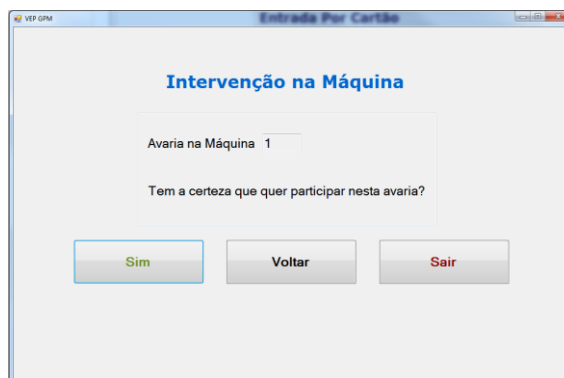 VEP GPM
Entrada Por Cartão
Intervenção na Máquina
Avaria na Máquina 1
Tem a certeza que quer participar nesta avaria?
Sim Voltar Sair